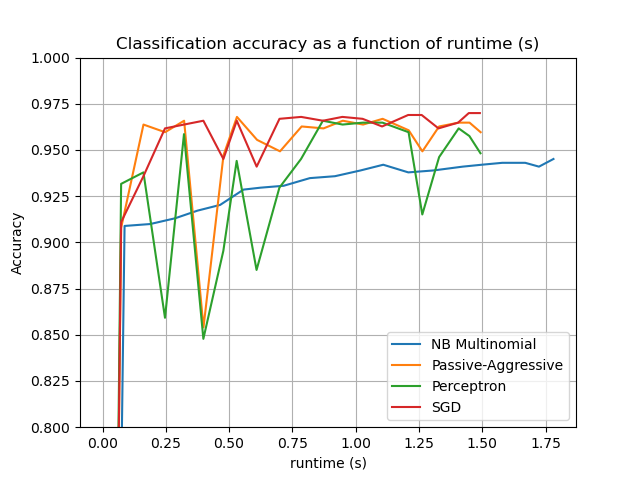 Classification accuracy as a function of runtime (s)
1.000
0.975
0.950
0.925
0.900
0.875
0.850
0.825
0.800
Accuracy
NB Multinomial
Passive-Aggressive
Perceptron
SGD
0.00 0.25 0.50 0.75 1.00 1.25 1.50 1.75
runtime (s)